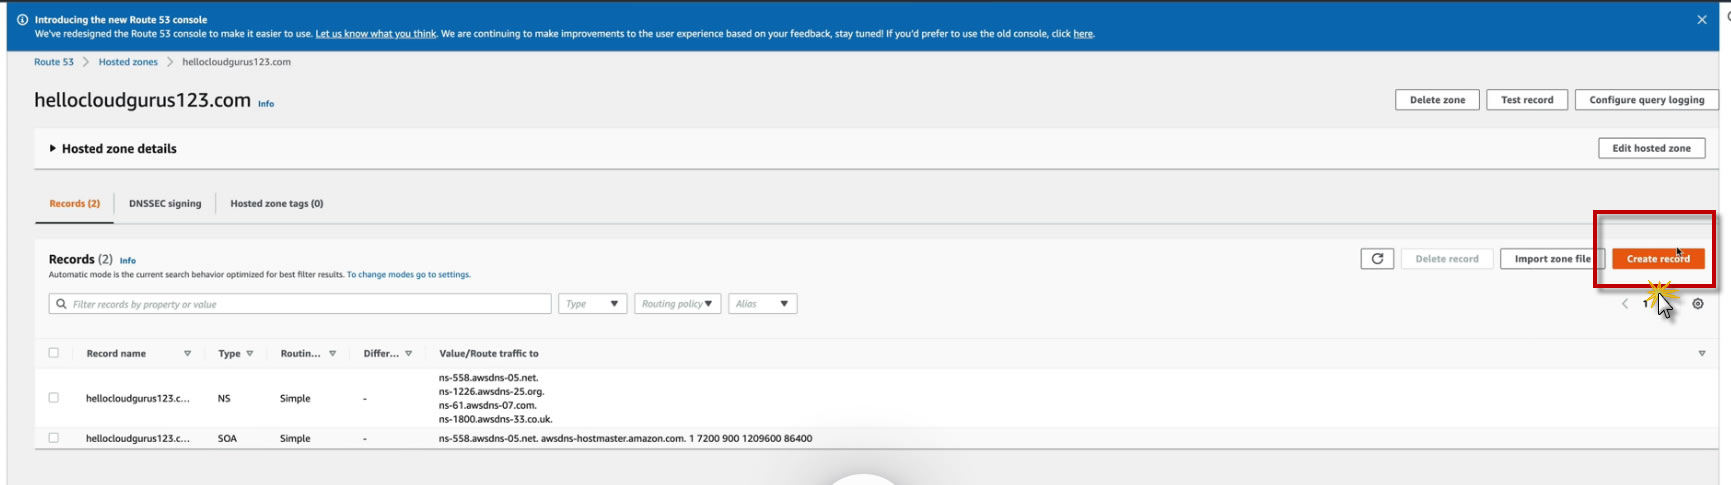 Introducing the new Route 53 console
We've redesigned the Route 53 console to make it easier to use. Let us know what you think. We are continuing to make improvements to the user experience based on your feedback, stay tuned! If you'd prefer to use the old console, click here.
Route 53 > Hosted zones > hellocloudgurus123.com
hellocloudgurus123.com Info
Delete zone Test record Configure query logging
Hosted zone details
Edit hosted zone
Records (2) DNSSEC signing Hosted zone tags (0)
Records (2) Info
Automatic mode is the current search behavior optimized for best filter results. To change modes go to settings.
Delete record Import zone file Create record
Filter records by property or value Type Routing policy Alias
1
Record name Type Routin... Differ... Value/Route traffic to
hellocloudgurus123.c... NS Simple -
ns-558.awsdns-05.net.
ns-1226.awsdns-25.org.
ns-61.awsdns-07.com.
ns-1800.awsdns-33.co.uk.
hellocloudgurus123.c... SOA Simple - ns-558.awsdns-05.net. awsdns-hostmaster.amazon.com. 1 7200 900 1209600 86400